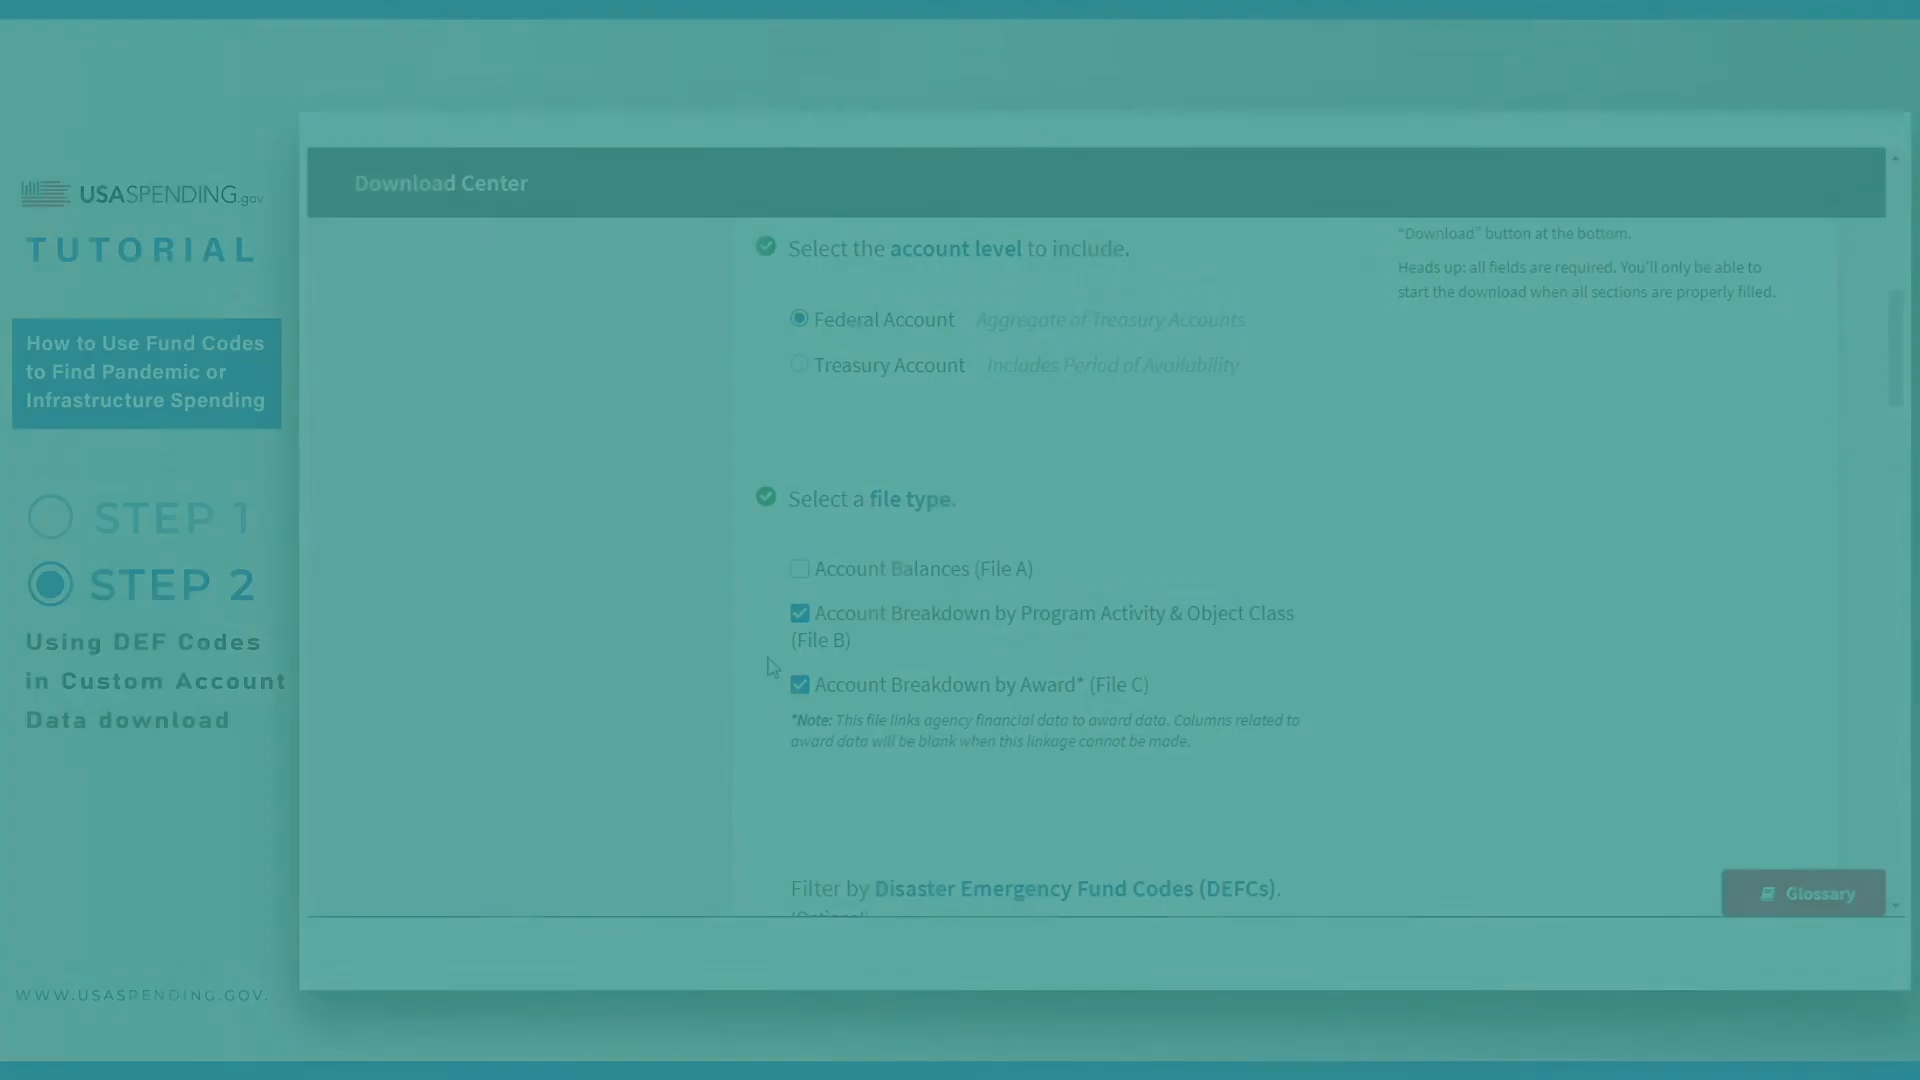 USASPENDING.gov
TUTORIAL
How to Use Fund Codes
to Find Pandemic or
Infrastructure Spending
STEP 1
STEP 2
Using DEF Codes
in Custom Account
Data download
WWW.USASPENDING.GOV.
Download Center
Select the account level to include.
Federal Account Aggregate of Treasury Accounts
Treasury Account Includes Period of Availability
Select a file type.
Account Balances (File A)
Account Breakdown by Program Activity & Object Class
(File B)
Account Breakdown by Award* (File C)
*Note: This file links agency financial data to award data. Columns related to
award data will be blank when this linkage cannot be made.
Filter by Disaster Emergency Fund Codes (DEFCs).
"Download" button at the bottom.
Heads up: all fields are required. You'll only be able to
start the download when all sections are properly filled.
Glossary